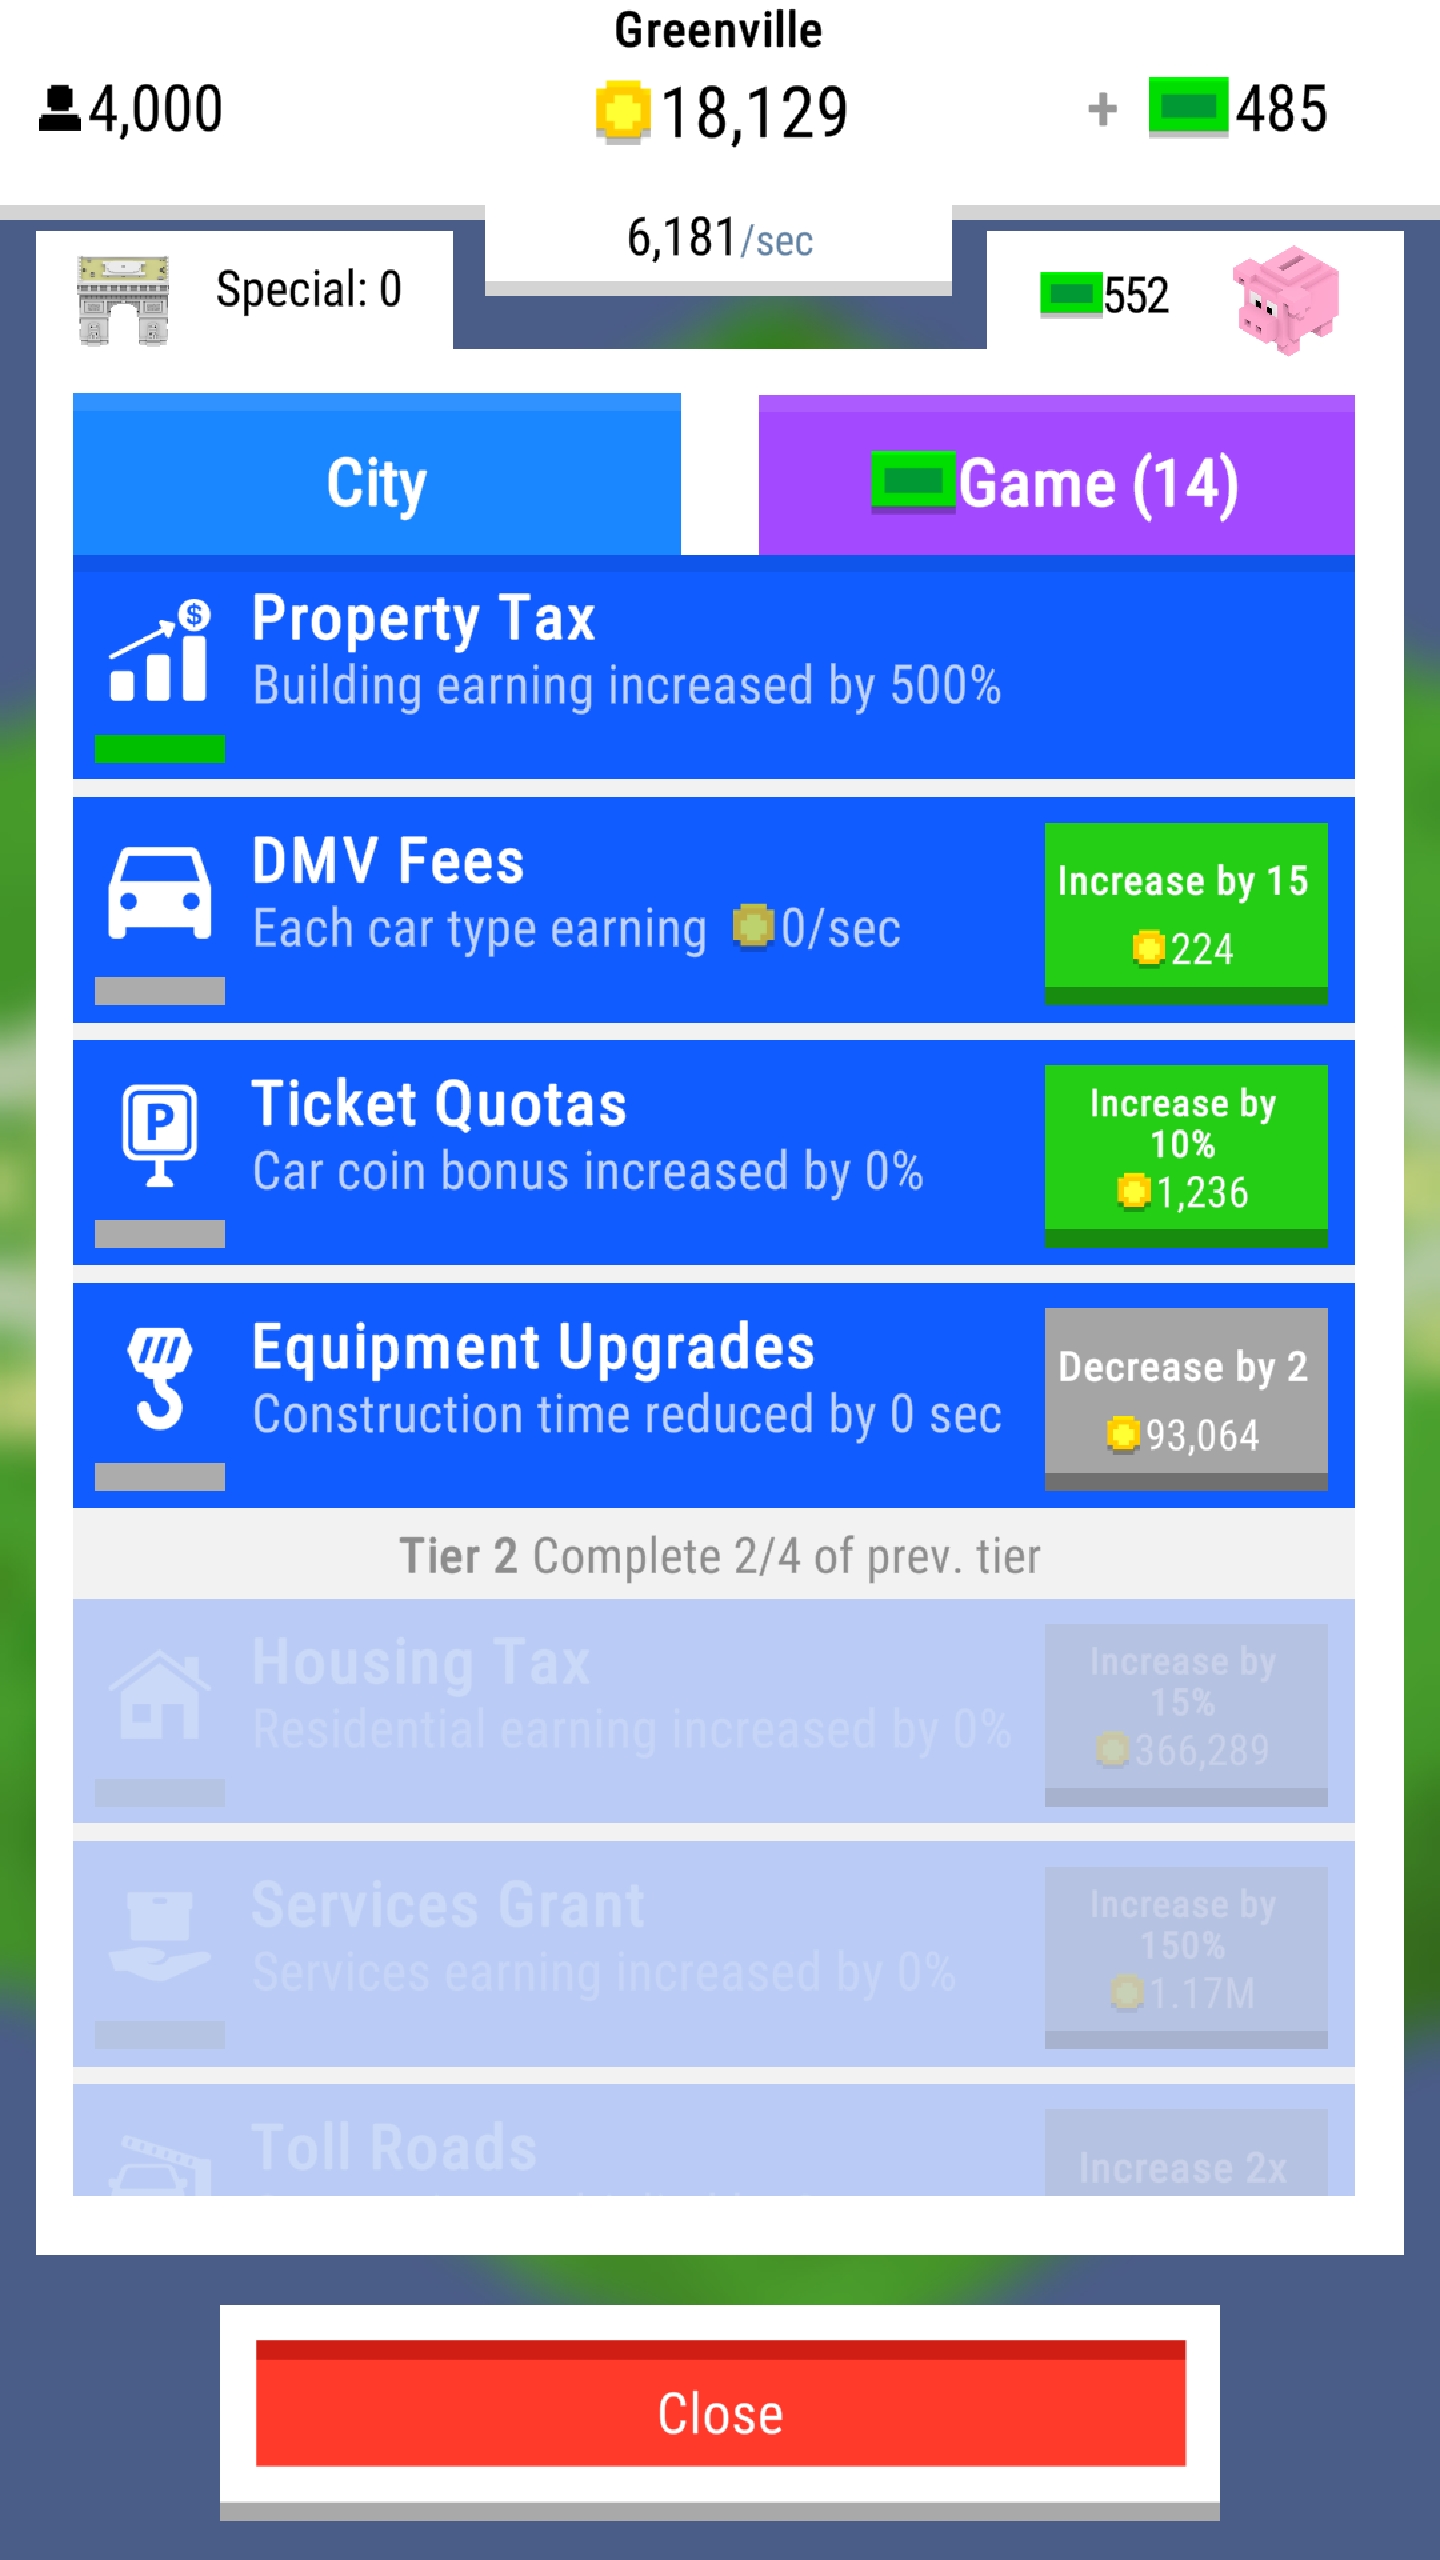 Greenville
4,000
18,129
+ 485
6,181/sec
Special: 0
552
City
Game (14)
Property Tax
Building earning increased by 500%
DMV Fees
Each car type earning 0/sec
Increase by 15
224
P
Ticket Quotas
Car coin bonus increased by 0%
Increase by
10%
1,236
Equipment Upgrades
Construction time reduced by 0 sec
Decrease by 2
93,064
Tier 2 Complete 2/4 of prev. tier
Housing Tax
Residential earning increased by 0%
Increase by
15%
366,289
Services Grant
Services earning increased by 0%
Increase by
150%
1.17M
Toll Roads
Increase 2x
Close